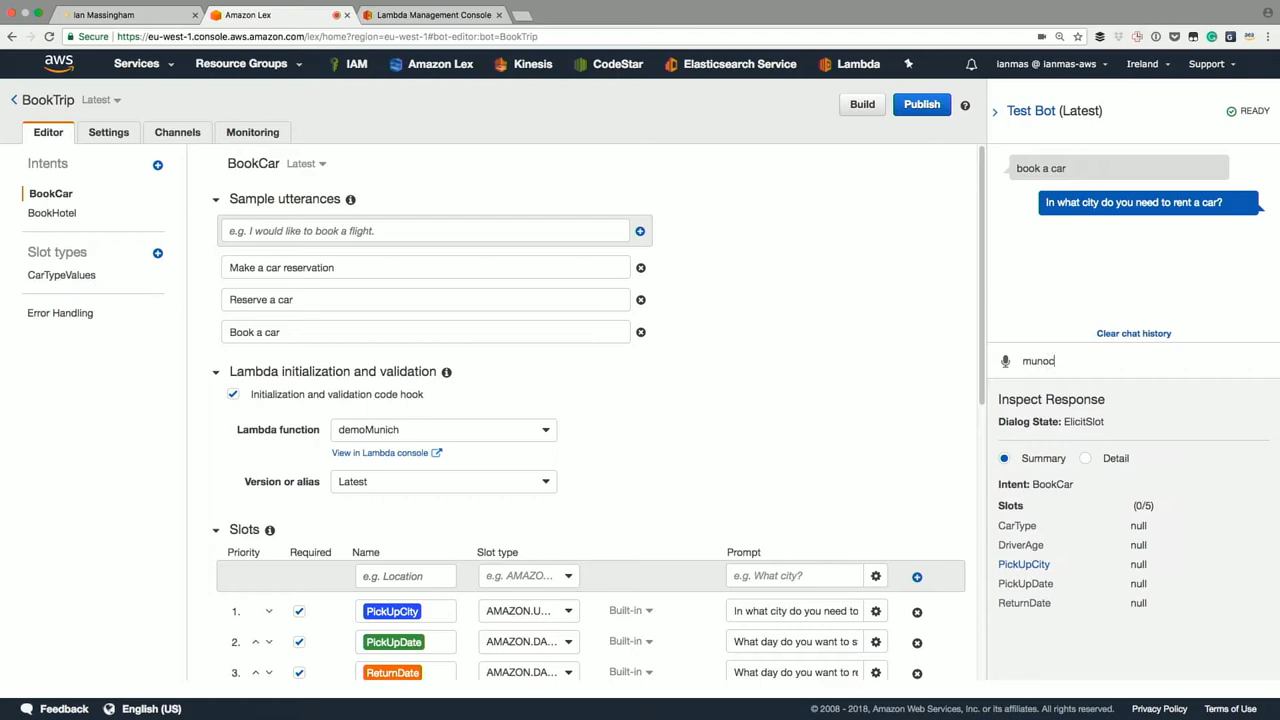 Ian Massingham
Amazon Lex
Lambda Management Console
Secure https://eu-west-1.console.aws.amazon.com/lex/home?region=eu-west-1#bot-editor:bot=BookTrip
aws Services Resource Groups IAM Amazon Lex Kinesis CodeStar Elasticsearch Service Lambda ianmas @ ianmas-aws Ireland Support
BookTrip Latest
Build Publish
Editor Settings Channels Monitoring
Intents
BookCar
BookHotel
Slot types
CarTypeValues
Error Handling
BookCar Latest
Sample utterances
e.g. I would like to book a flight.
Make a car reservation
Reserve a car
Book a car
Lambda initialization and validation
Initialization and validation code hook
Lambda function demoMunich
View in Lambda console
Version or alias Latest
Slots
Priority Required Name Slot type Prompt
e.g. Location e.g. AMAZO... e.g. What city?
1. PickUpCity AMAZON.U... Built-in In what city do you need to
2. PickUpDate AMAZON.DA... Built-in What day do you want to s
3. ReturnDate AMAZON.DA... Built-in What day do you want to re
Test Bot (Latest) READY
book a car
In what city do you need to rent a car?
Clear chat history
munoc
Inspect Response
Dialog State: ElicitSlot
Summary Detail
Intent: BookCar
Slots (0/5)
CarType null
DriverAge null
PickUpCity null
PickUpDate null
ReturnDate null
Feedback English (US)
© 2008 - 2018, Amazon Web Services, Inc. or its affiliates. All rights reserved. Privacy Policy Terms of Use